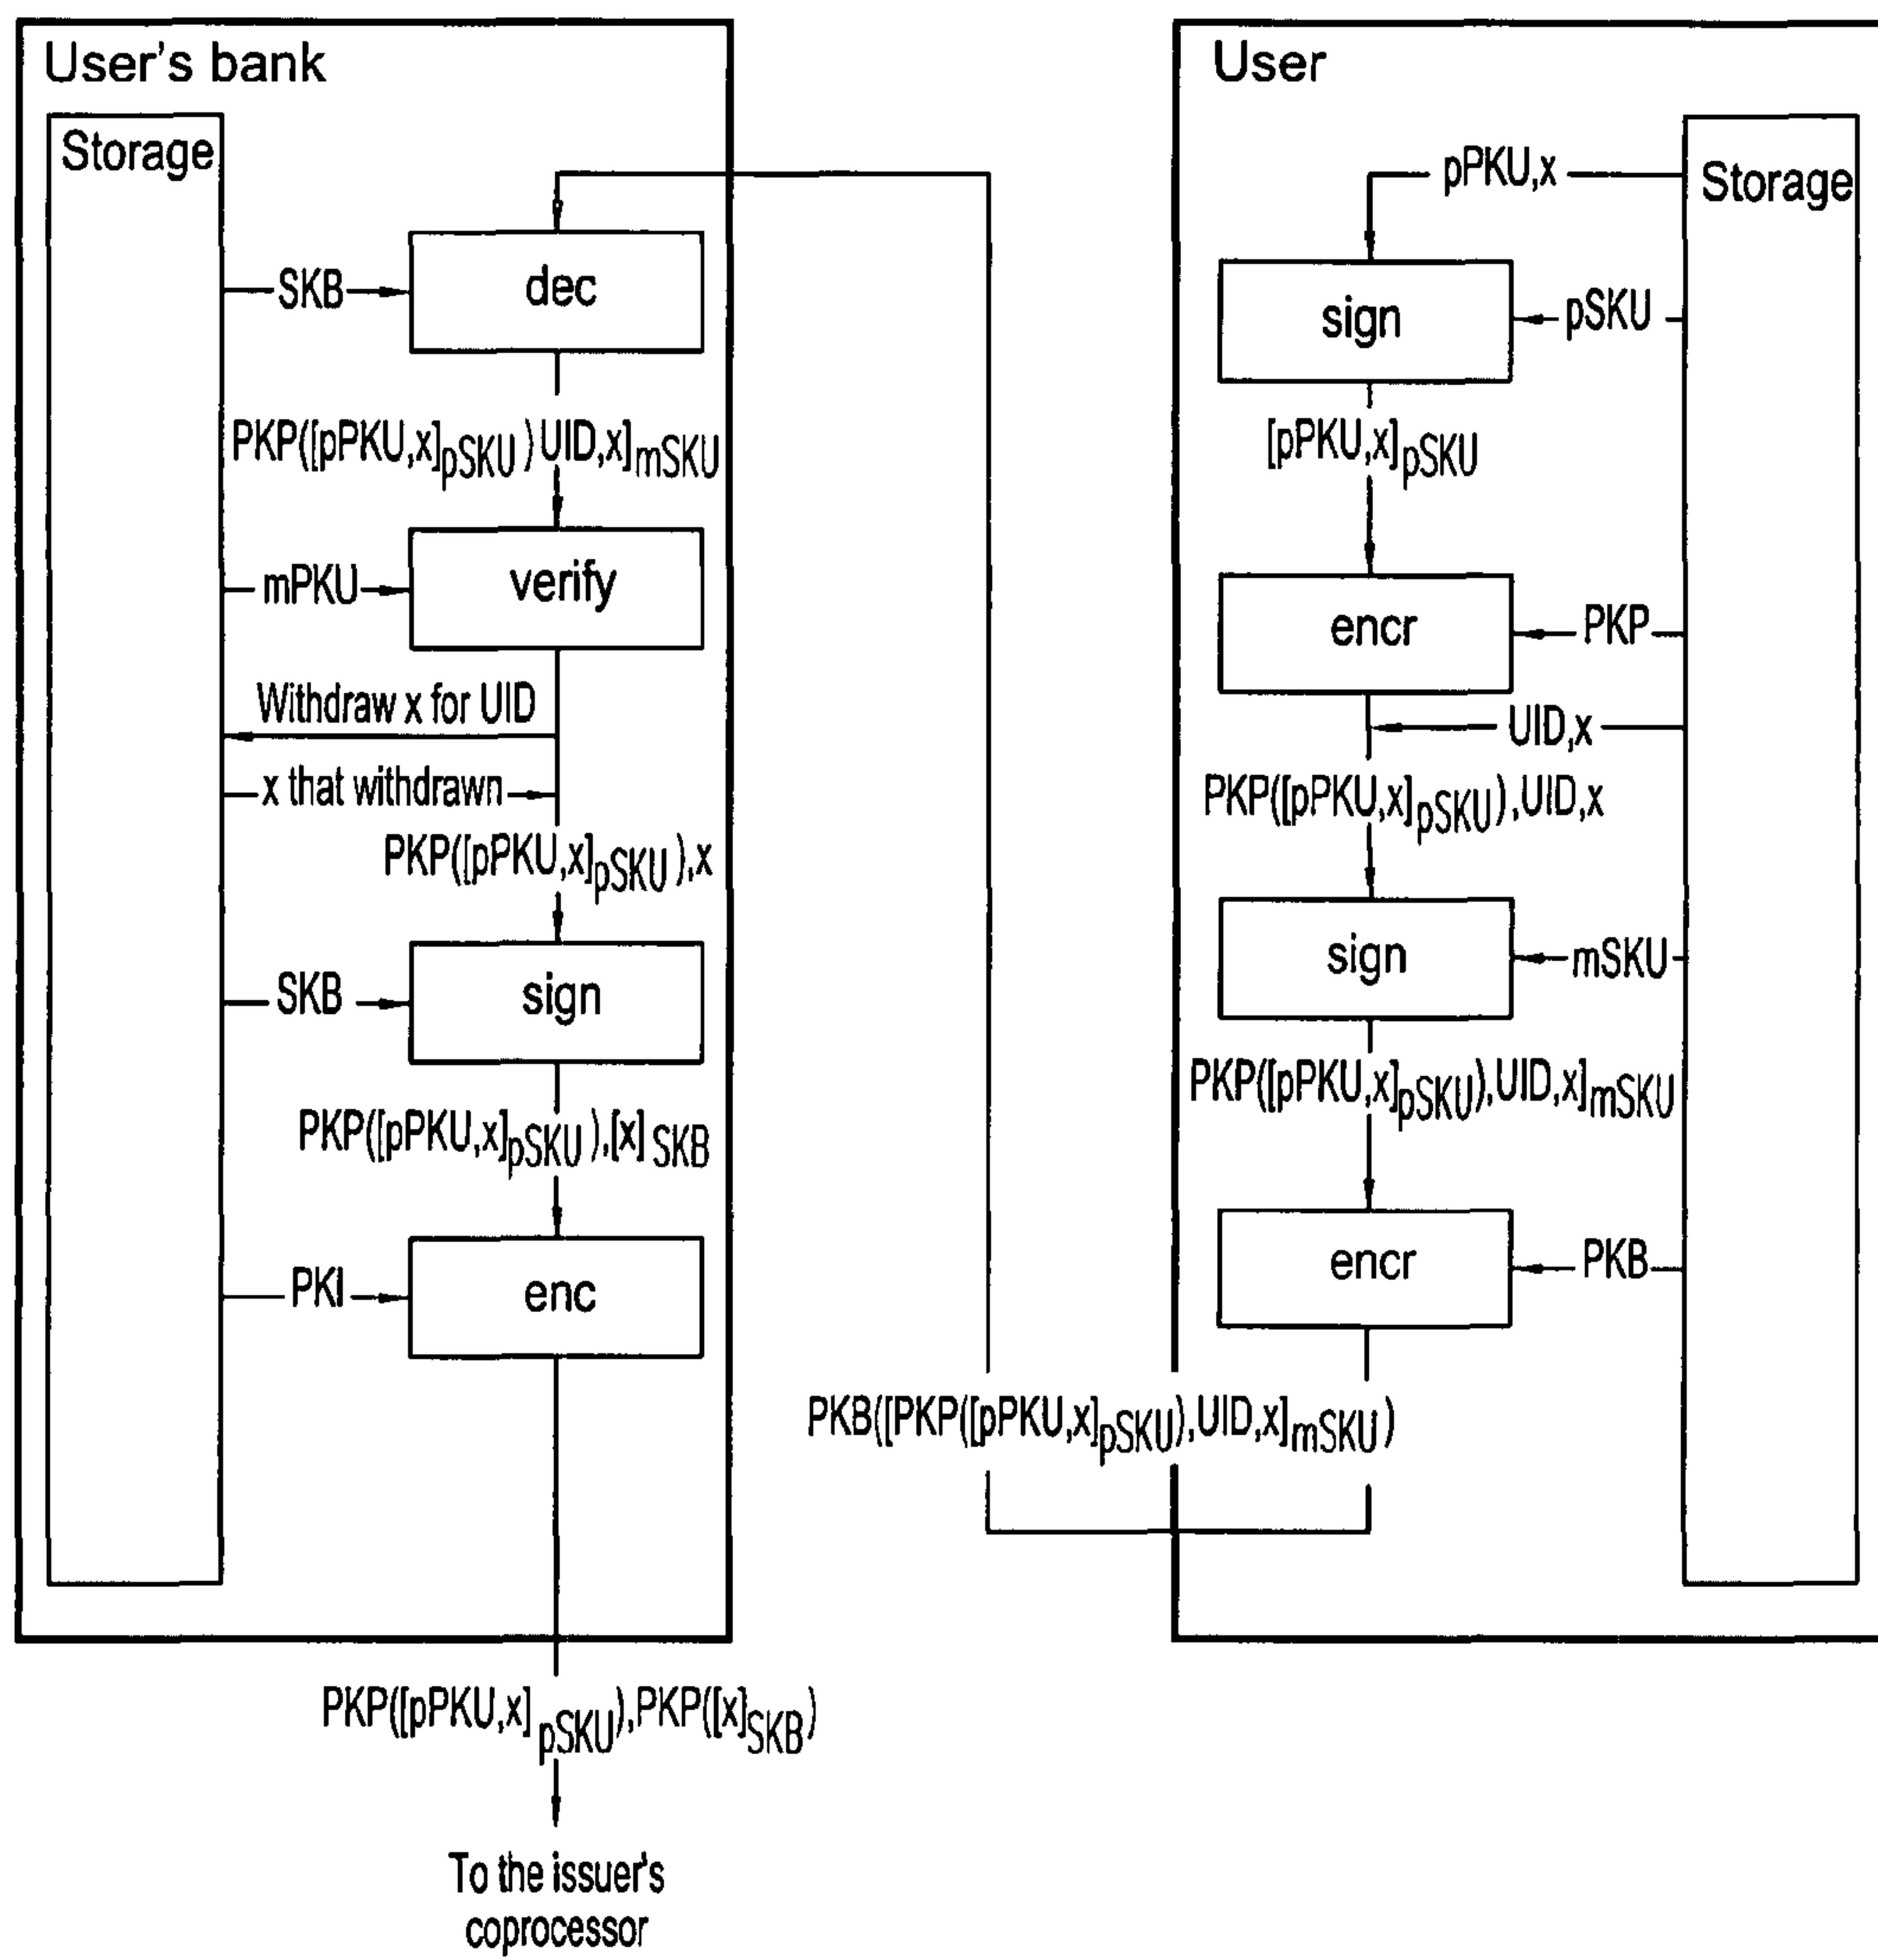 User's bank
Storage
SKB
dec
PKP([pPKU,x]pSKU)UID,x]mSKU
mPKU
verify
Withdraw x for UID
x that withdrawn
PKP([pPKU,x]pSKU),x
SKB
sign
PKP([pPKU,x]pSKU),[x]SKB
PKI
enc
PKP([pPKU,x]pSKU),PKP([x]SKB)
To the issuer's
coprocessor
User
Storage
pPKU,x
sign
pSKU
[pPKU,x]pSKU
encr
PKP
UID,x
PKP([pPKU,x]pSKU),UID,x
sign
mSKU
PKP([pPKU,x]pSKU),UID,x]mSKU
encr
PKB
PKB([PKP([pPKU,x]pSKU),UID,x]mSKU)